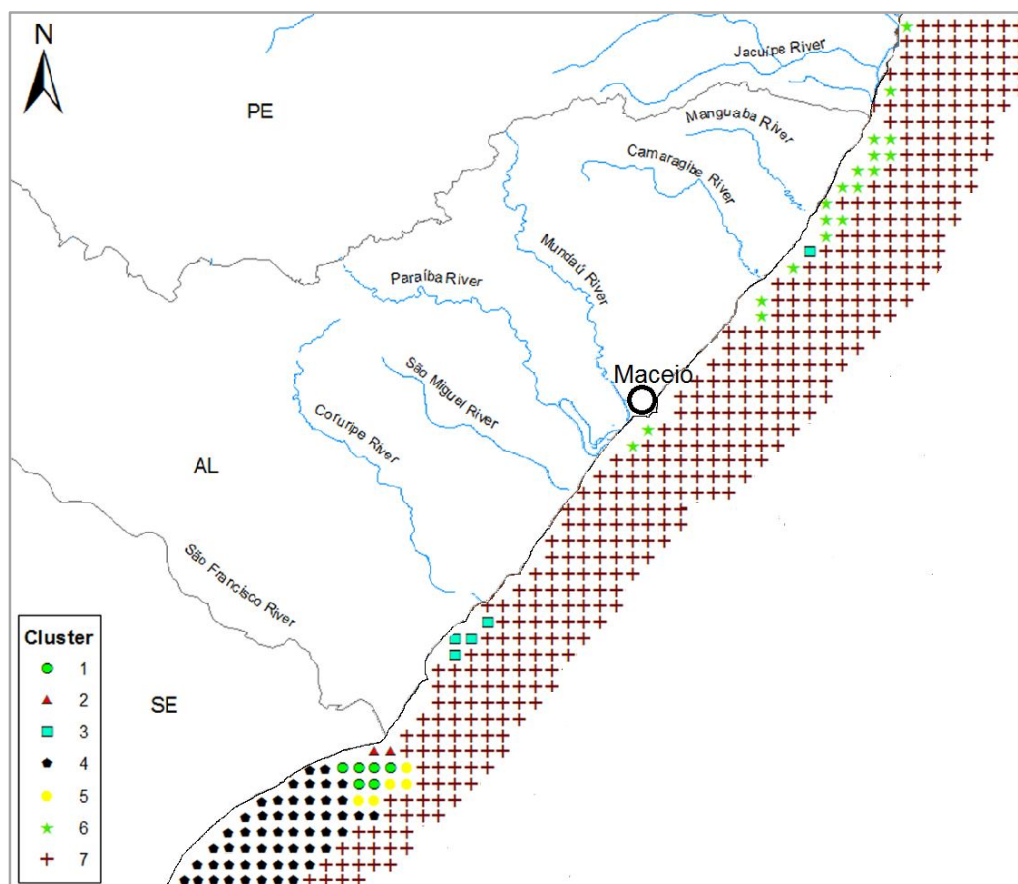 N
Jacuípe River
PE
Manguaba River
Camaragibe River
Mundaú River
Paraíba River
Maceió
São Miguel River
Coruripe River
AL
São Francisco River
Cluster
1
2
3
4
5
6
7
SE